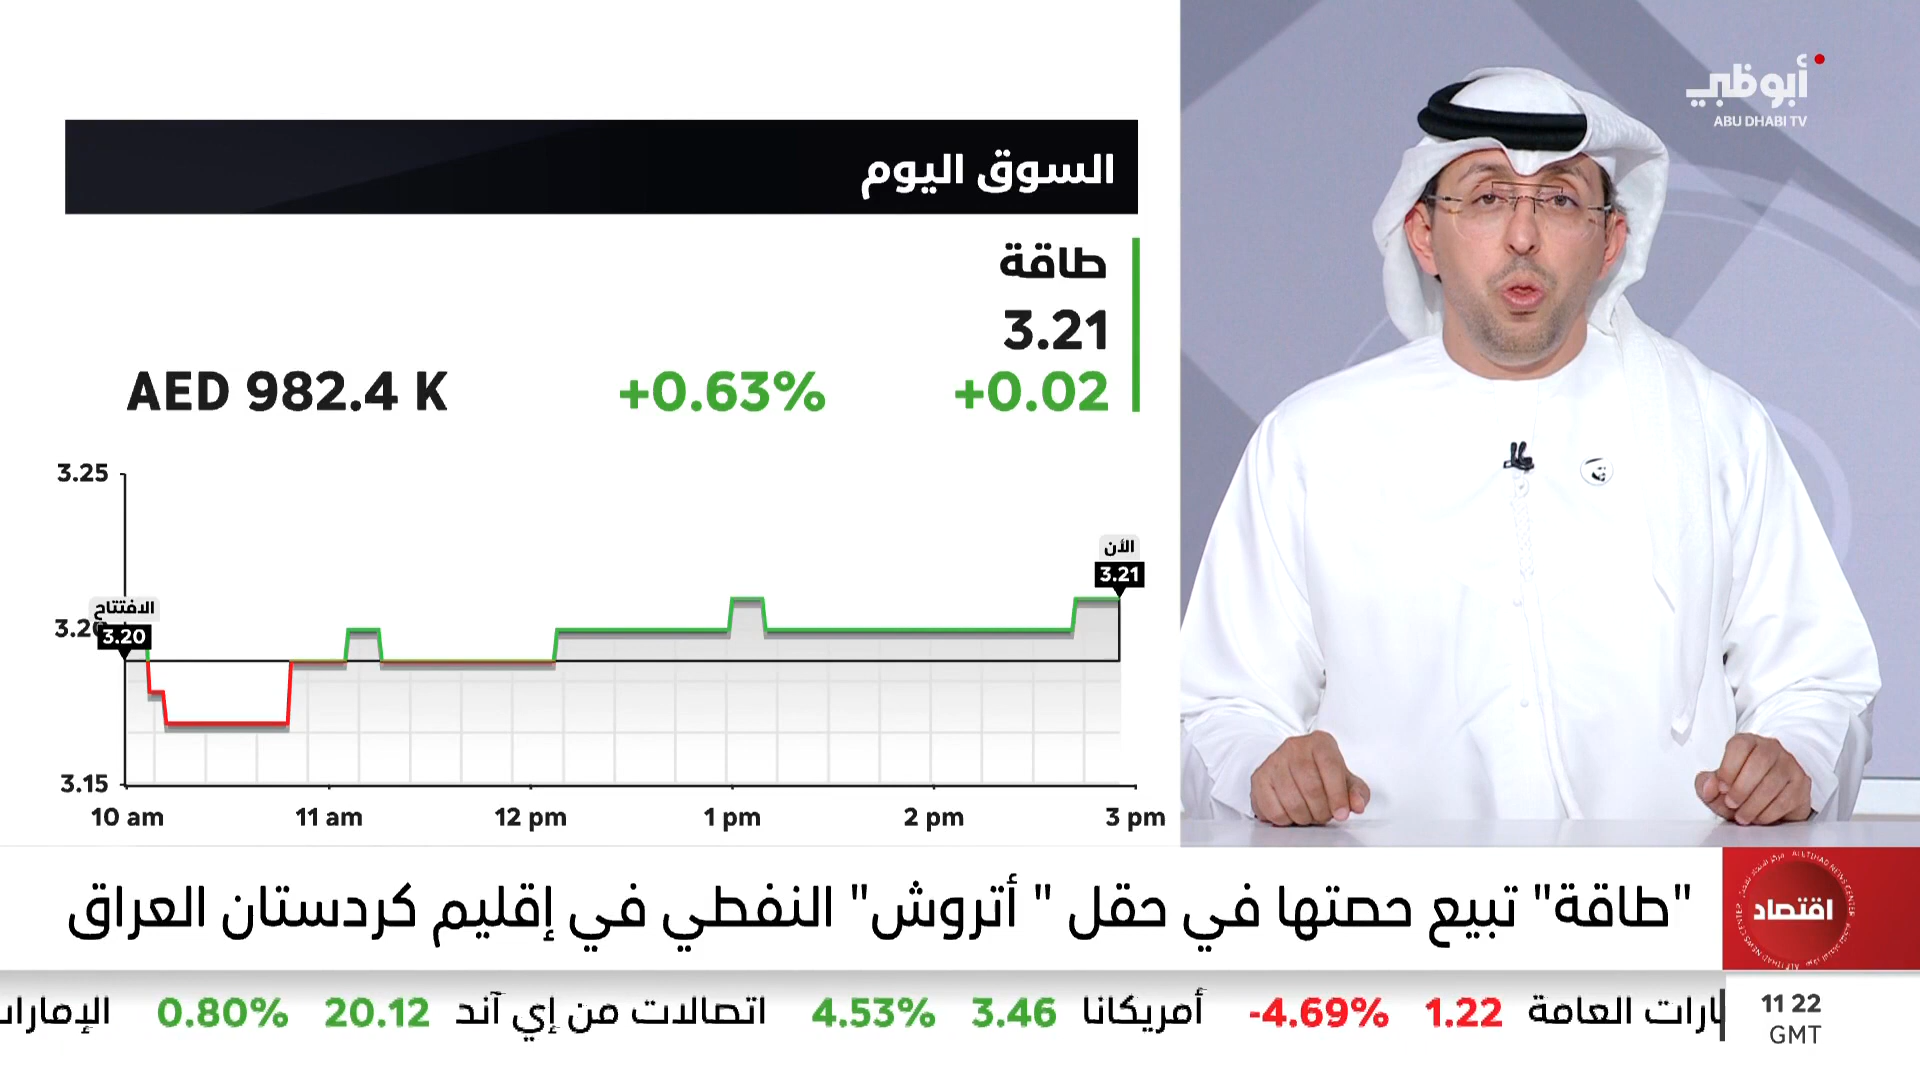 أبوظبي
ABU DHABI TV
السوق اليوم
طاقة
3.21
+0.02
+0.63%
AED 982.4 K
3.25
3.20
3.15
الافتتاح
3.20
الأن
3.21
10 am
11 am
12 pm
1 pm
2 pm
3 pm
"طاقة" تبيع حصتها في حقل " أتروش" النفطي في إقليم كردستان العراق
اقتصاد
ارات العامة 1.22 -4.69% أمريكانا 3.46 4.53% اتصالات من إي آند 20.12 0.80% الإمارا
11 22
GMT